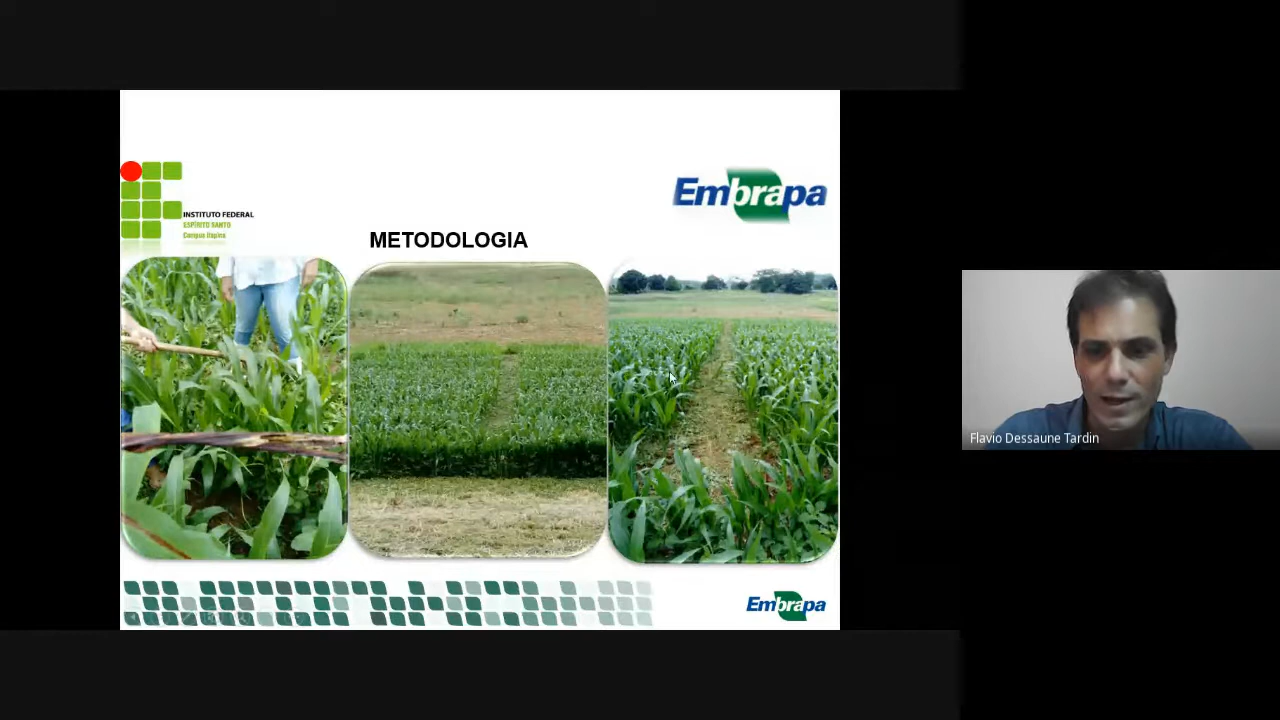 INSTITUTO FEDERAL
ESPÍRITO SANTO
Campus Itapina
Embrapa
METODOLOGIA
Flavio Dessaune Tardin
Embrapa